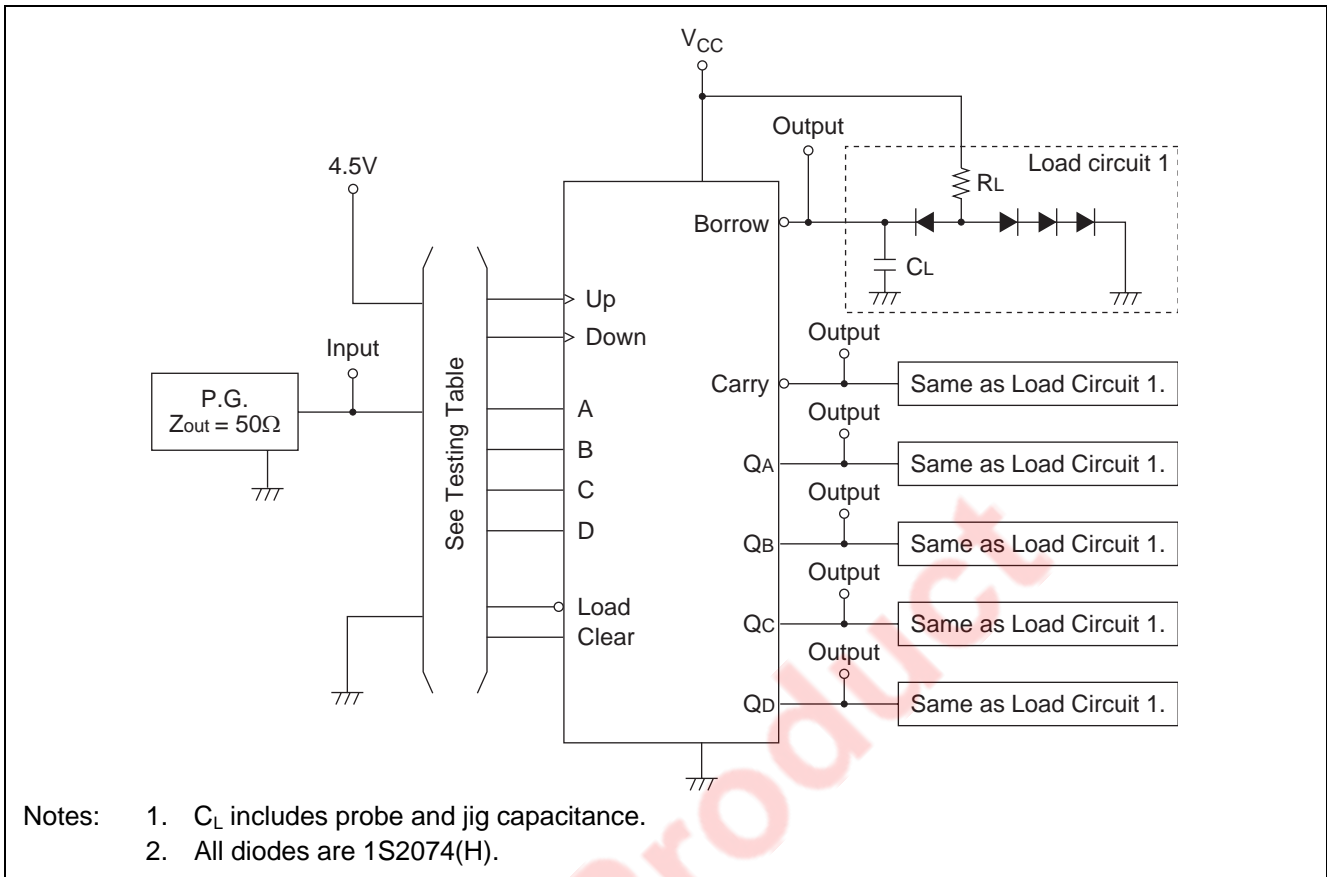 VCC
Output
4.5V
Load circuit 1
RL
Borrow
CL
Up
Down
Input
Output
P.G.
Zout = 50Ω
See Testing Table
Carry
Same as Load Circuit 1.
Output
A
B
QA
Same as Load Circuit 1.
Output
C
D
QB
Same as Load Circuit 1.
Output
Load
Clear
QC
Same as Load Circuit 1.
Output
QD
Same as Load Circuit 1.
Notes: 1. CL includes probe and jig capacitance.
2. All diodes are 1S2074(H).
Product